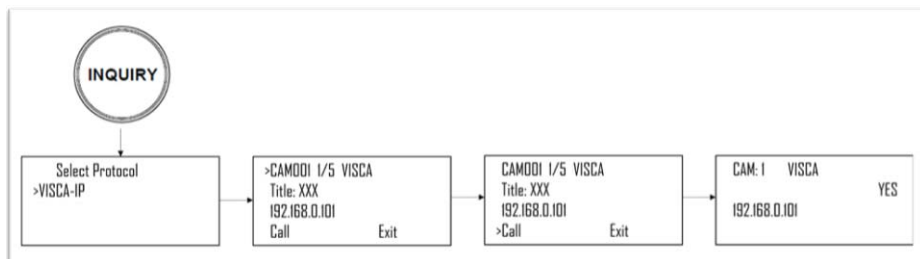 INQUIRY
Select Protocol
>VISCA-IP
>CAM001 1/5 VISCA
Title: XXX
192.168.0.101
Call Exit
CAM001 1/5 VISCA
Title: XXX
192.168.0.101
>Call Exit
CAM: 1 VISCA
YES
192.168.0.101